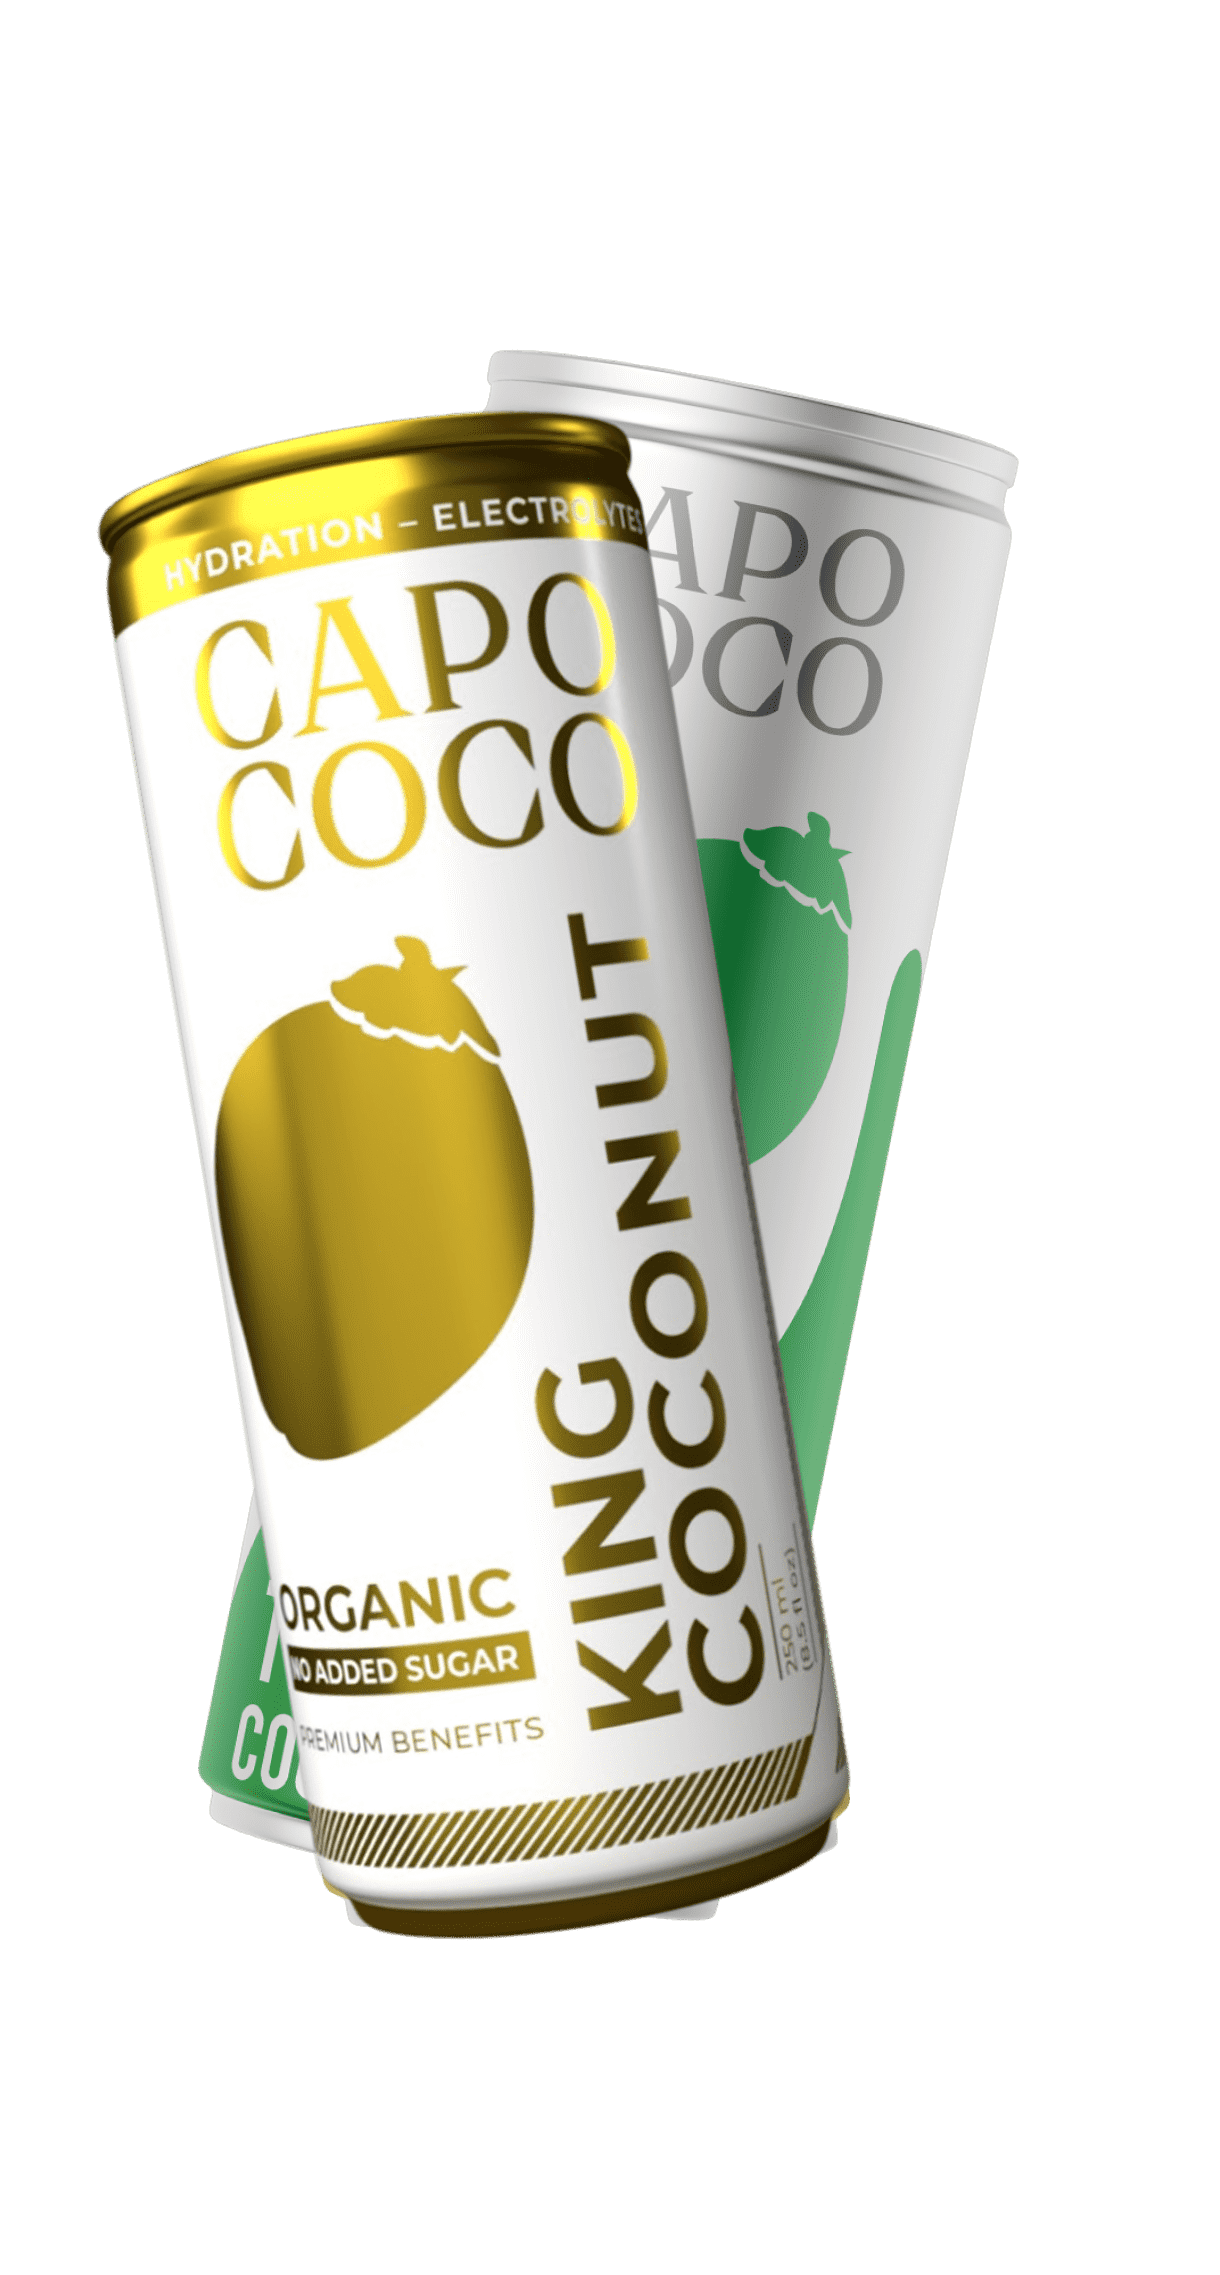 HYDRATION – ELECTROLYTES
CAPO
COCO
KING
COCONUT
ORGANIC
NO ADDED SUGAR
PREMIUM BENEFITS
250 ml
(8.5 fl oz)
APO
OCO
CO